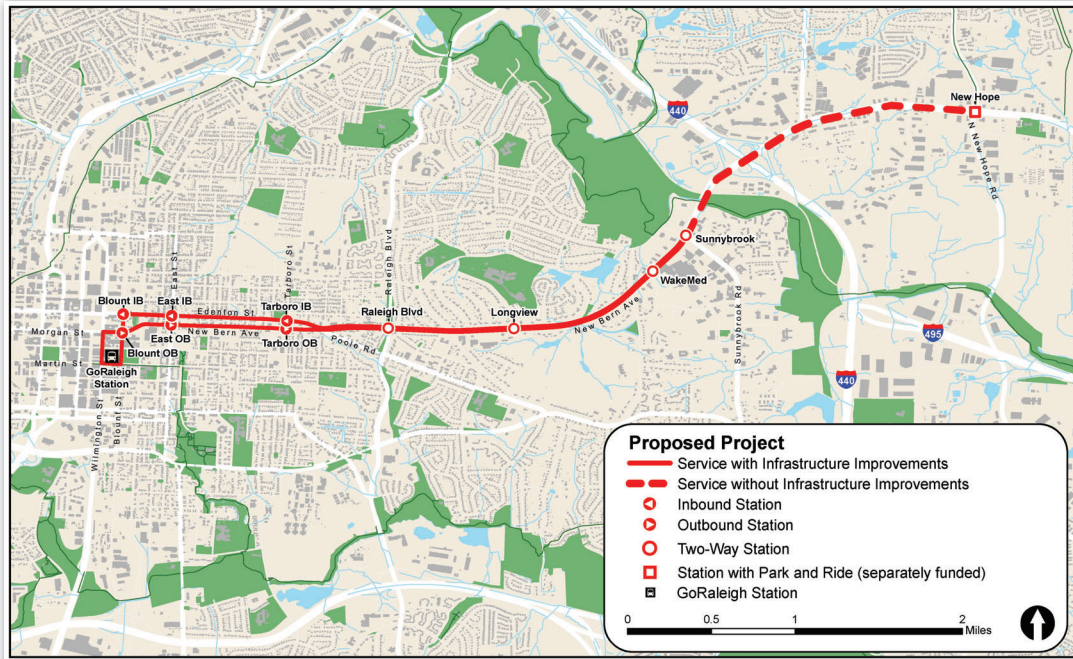 440
New Hope
N New Hope Rd
Sunnybrook
WakeMed
New Bern Ave
Sunnybrook Rd
495
440
East St
Tarboro St
Raleigh Blvd
Blount IB
East IB
Tarboro IB
Raleigh Blvd
Longview
Edenton St
Morgan St
New Bern Ave
East OB
Tarboro OB
Poole Rd
Blount OB
Martin St
GoRaleigh
Station
Wilmington St
Blount St
Proposed Project
Service with Infrastructure Improvements
Service without Infrastructure Improvements
Inbound Station
Outbound Station
Two-Way Station
Station with Park and Ride (separately funded)
GoRaleigh Station
0 0.5 1 2
Miles